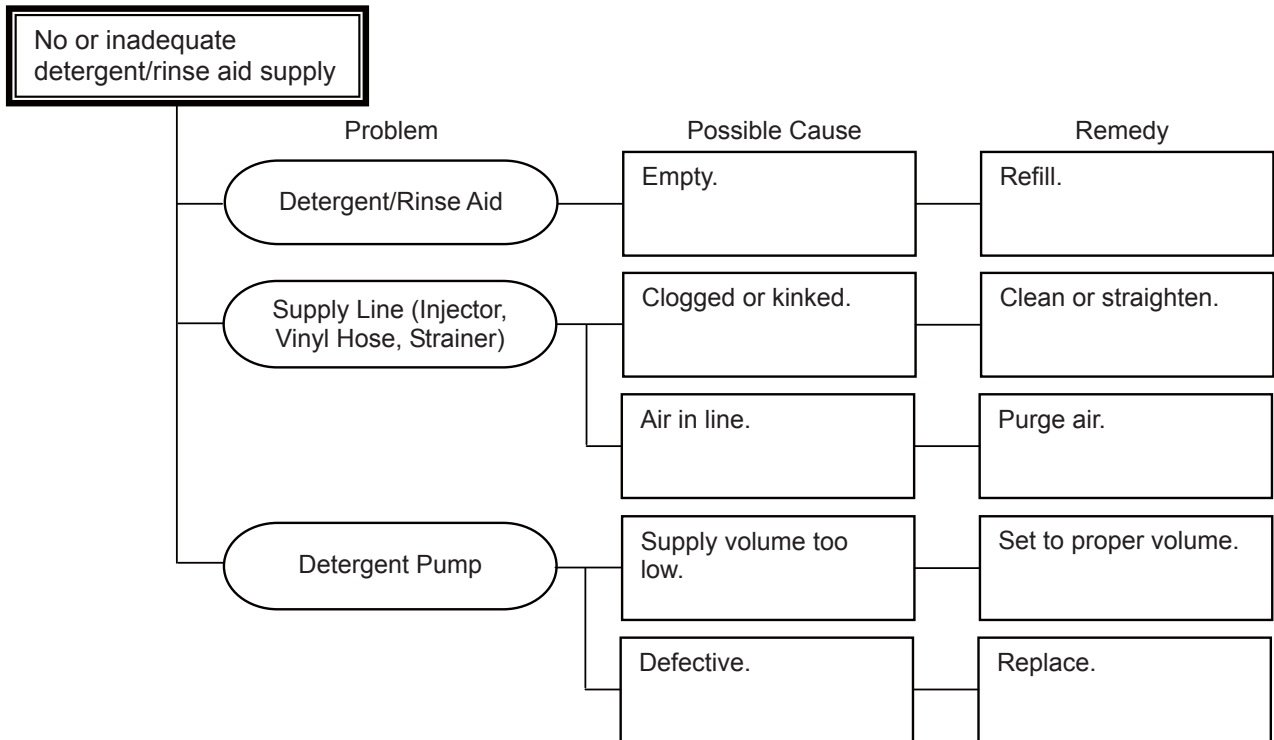 No or inadequate
detergent/rinse aid supply
Problem
Possible Cause
Remedy
Detergent/Rinse Aid
Empty.
Refill.
Supply Line (Injector,
Vinyl Hose, Strainer)
Clogged or kinked.
Clean or straighten.
Air in line.
Purge air.
Detergent Pump
Supply volume too
low.
Set to proper volume.
Defective.
Replace.